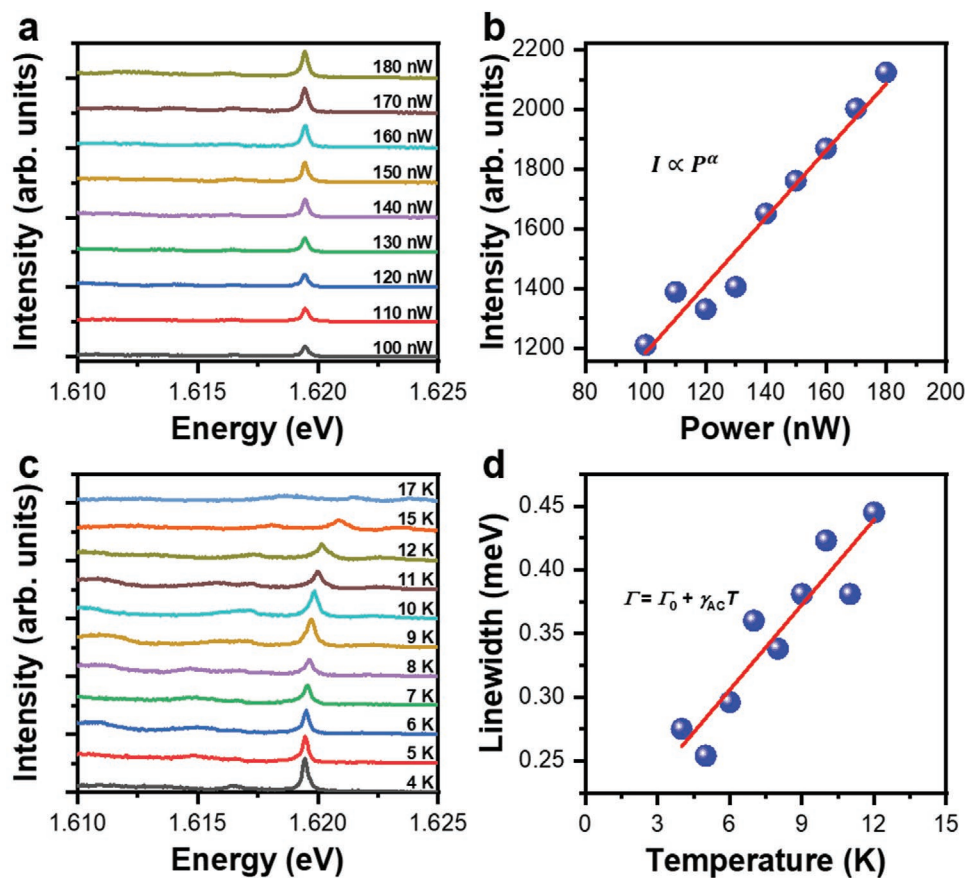 a
Intensity (arb. units)
180 nW
170 nW
160 nW
150 nW
140 nW
130 nW
120 nW
110 nW
100 nW
1.610 1.615 1.620 1.625
Energy (eV)
b
Intensity (arb. units)
2200
2000
1800
1600
1400
1200
I ∝ P^α
80 100 120 140 160 180 200
Power (nW)
c
Intensity (arb. units)
17 K
15 K
12 K
11 K
10 K
9 K
8 K
7 K
6 K
5 K
4 K
1.610 1.615 1.620 1.625
Energy (eV)
d
Linewidth (meV)
0.45
0.40
0.35
0.30
0.25
Γ = Γ₀ + γ_AC T
0 3 6 9 12 15
Temperature (K)